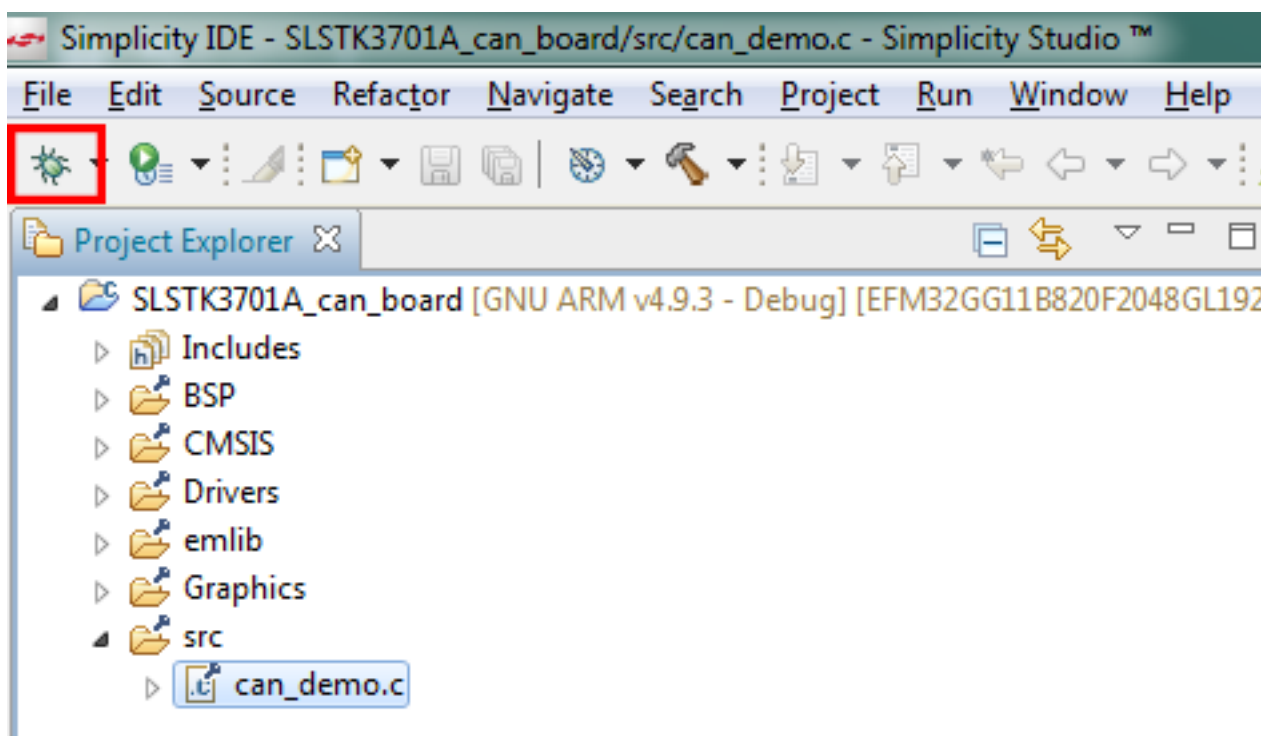 Simplicity IDE - SLSTK3701A_can_board/src/can_demo.c - Simplicity Studio ™
File Edit Source Refactor Navigate Search Project Run Window Help
Project Explorer
SLSTK3701A_can_board [GNU ARM v4.9.3 - Debug] [EFM32GG11B820F2048GL192
Includes
BSP
CMSIS
Drivers
emlib
Graphics
src
can_demo.c